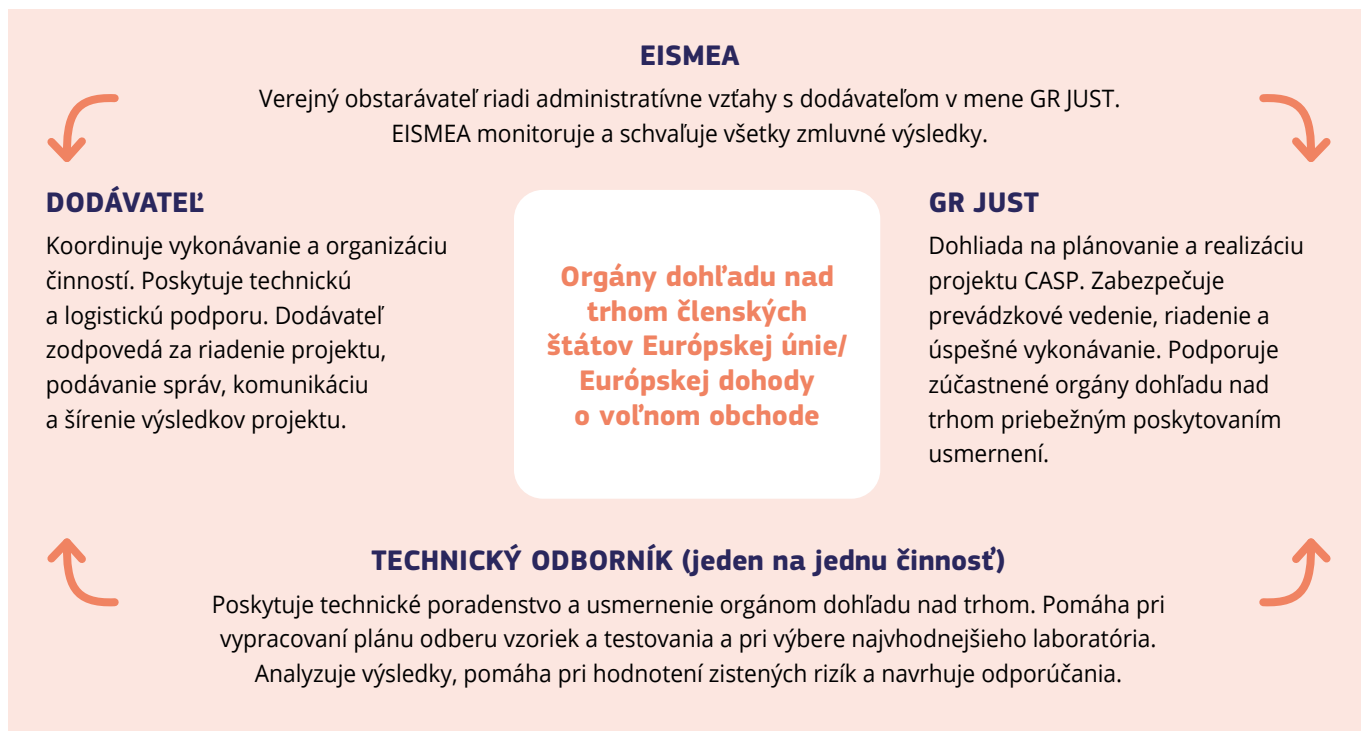 EISMEA
Verejný obstarávateľ riadi administratívne vzťahy s dodávateľom v mene GR JUST.
EISMEA monitoruje a schvaľuje všetky zmluvné výsledky.
DODÁVATEĽ
Koordinuje vykonávanie a organizáciu
činností. Poskytuje technickú
a logistickú podporu. Dodávateľ
zodpovedá za riadenie projektu,
podávanie správ, komunikáciu
a šírenie výsledkov projektu.
Orgány dohľadu nad
trhom členských
štátov Európskej únie/
Európskej dohody
o voľnom obchode
GR JUST
Dohliada na plánovanie a realizáciu
projektu CASP. Zabezpečuje
prevádzkové vedenie, riadenie a
úspešné vykonávanie. Podporuje
zúčastnené orgány dohľadu nad
trhom priebežným poskytovaním
usmernení.
TECHNICKÝ ODBORNÍK (jeden na jednu činnosť)
Poskytuje technické poradenstvo a usmernenie orgánom dohľadu nad trhom. Pomáha pri
vypracovaní plánu odberu vzoriek a testovania a pri výbere najvhodnejšieho laboratória.
Analyzuje výsledky, pomáha pri hodnotení zistených rizík a navrhuje odporúčania.